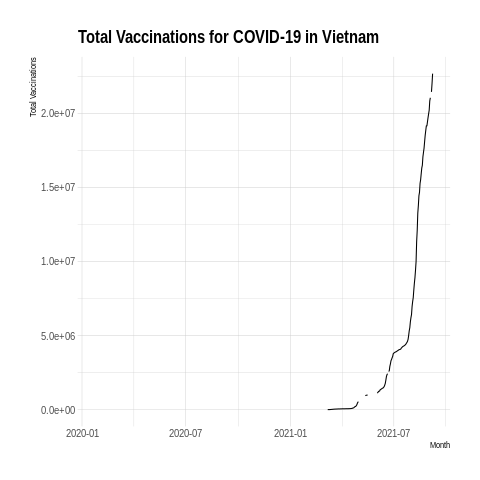 Total Vaccinations for COVID-19 in Vietnam
Total Vaccinations
2.0e+07
1.5e+07
1.0e+07
5.0e+06
0.0e+00
2020-01 2020-07 2021-01 2021-07
Month